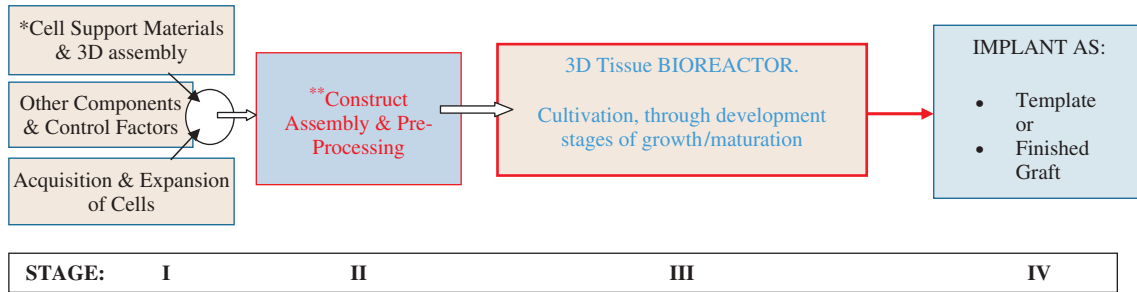 *Cell Support Materials
& 3D assembly
Other Components
& Control Factors
Acquisition & Expansion
of Cells
**Construct
Assembly & Pre-
Processing
3D Tissue BIOREACTOR.
Cultivation, through development
stages of growth/maturation
IMPLANT AS:
• Template
or
• Finished
Graft
STAGE: I II III IV